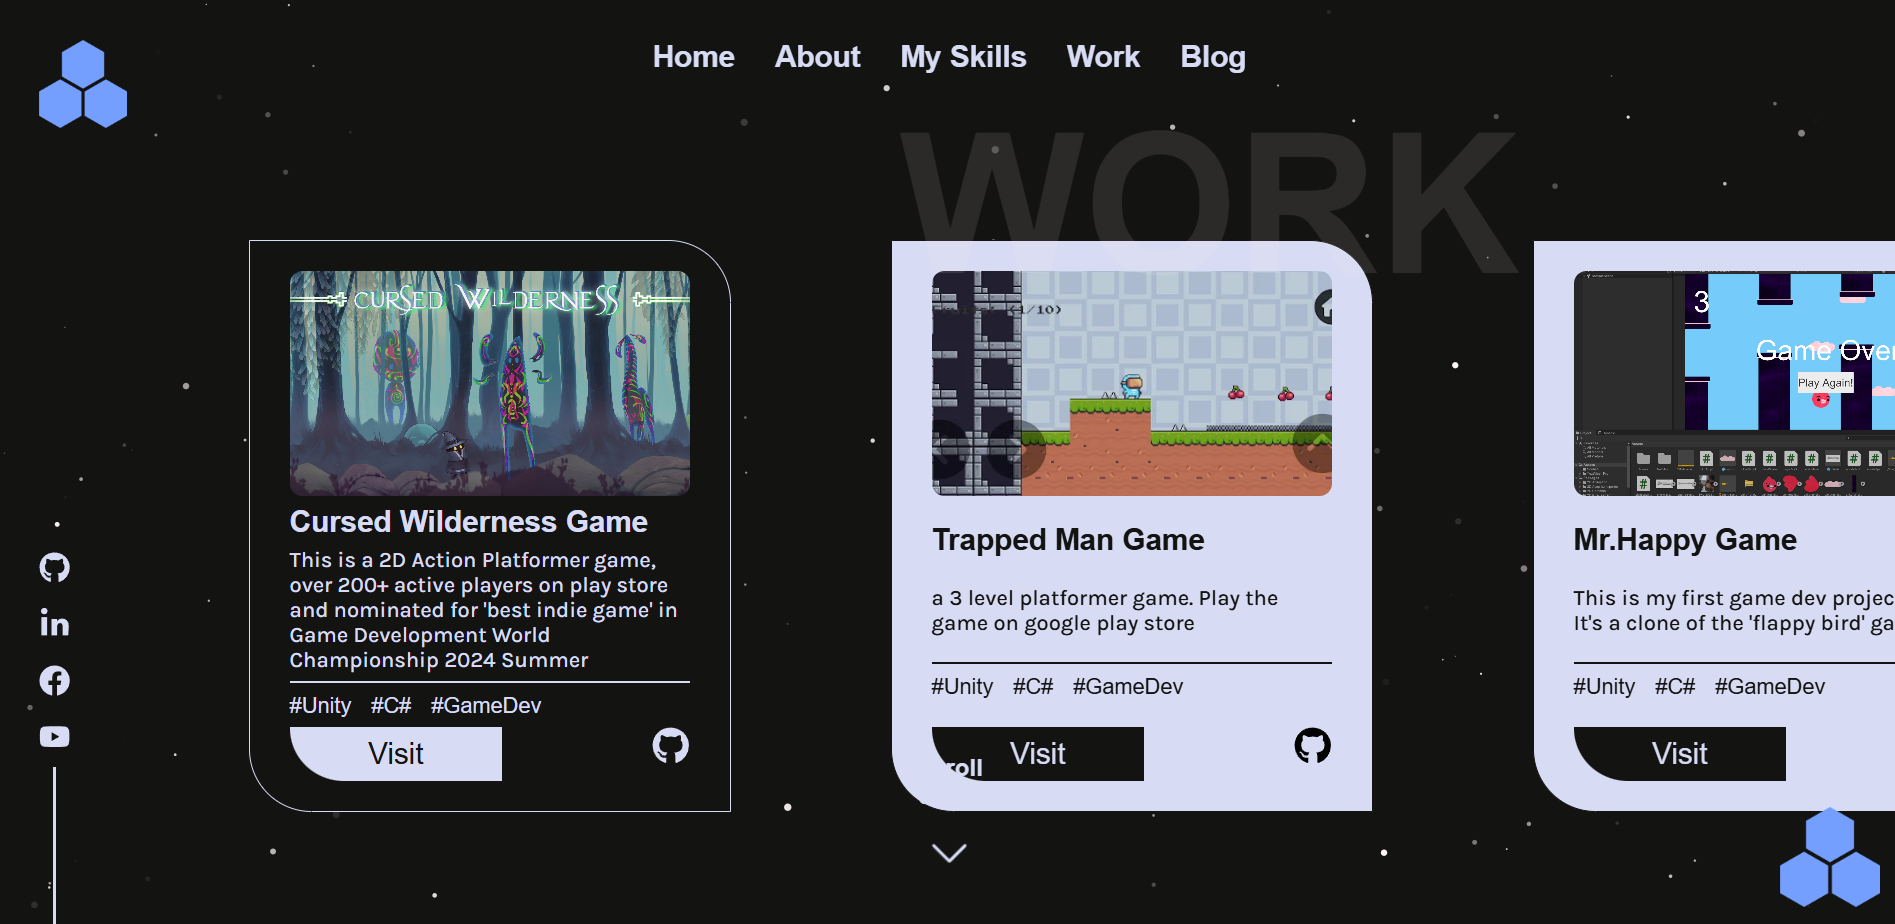 Home About My Skills Work Blog
WORK
CURSED WILDERNESS
Cursed Wilderness Game
This is a 2D Action Platformer game,
over 200+ active players on play store
and nominated for 'best indie game' in
Game Development World
Championship 2024 Summer
#Unity #C# #GameDev
Visit
1/10)
Trapped Man Game
a 3 level platformer game. Play the
game on google play store
#Unity #C# #GameDev
roll
Visit
3
Game Over
Play Again!
Mr.Happy Game
This is my first game dev projec
It's a clone of the 'flappy bird' ga
#Unity #C# #GameDev
Visit